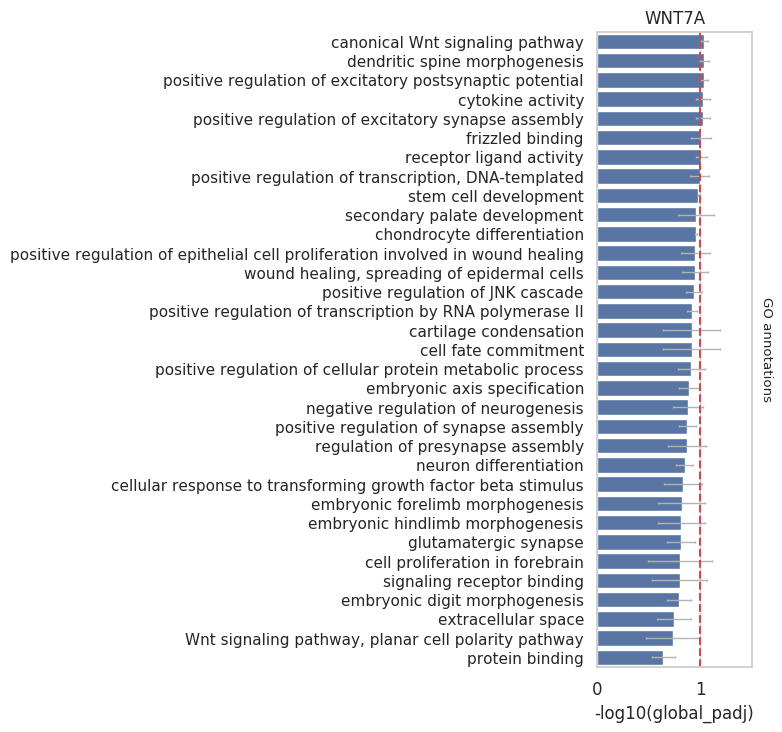 WNT7A
canonical Wnt signaling pathway
dendritic spine morphogenesis
positive regulation of excitatory postsynaptic potential
cytokine activity
positive regulation of excitatory synapse assembly
frizzled binding
receptor ligand activity
positive regulation of transcription, DNA-templated
stem cell development
secondary palate development
chondrocyte differentiation
positive regulation of epithelial cell proliferation involved in wound healing
wound healing, spreading of epidermal cells
positive regulation of JNK cascade
positive regulation of transcription by RNA polymerase II
cartilage condensation
cell fate commitment
positive regulation of cellular protein metabolic process
embryonic axis specification
negative regulation of neurogenesis
positive regulation of synapse assembly
regulation of presynapse assembly
neuron differentiation
cellular response to transforming growth factor beta stimulus
embryonic forelimb morphogenesis
embryonic hindlimb morphogenesis
glutamatergic synapse
cell proliferation in forebrain
signaling receptor binding
embryonic digit morphogenesis
extracellular space
Wnt signaling pathway, planar cell polarity pathway
protein binding
GO annotations
0 1
-log10(global_padj)